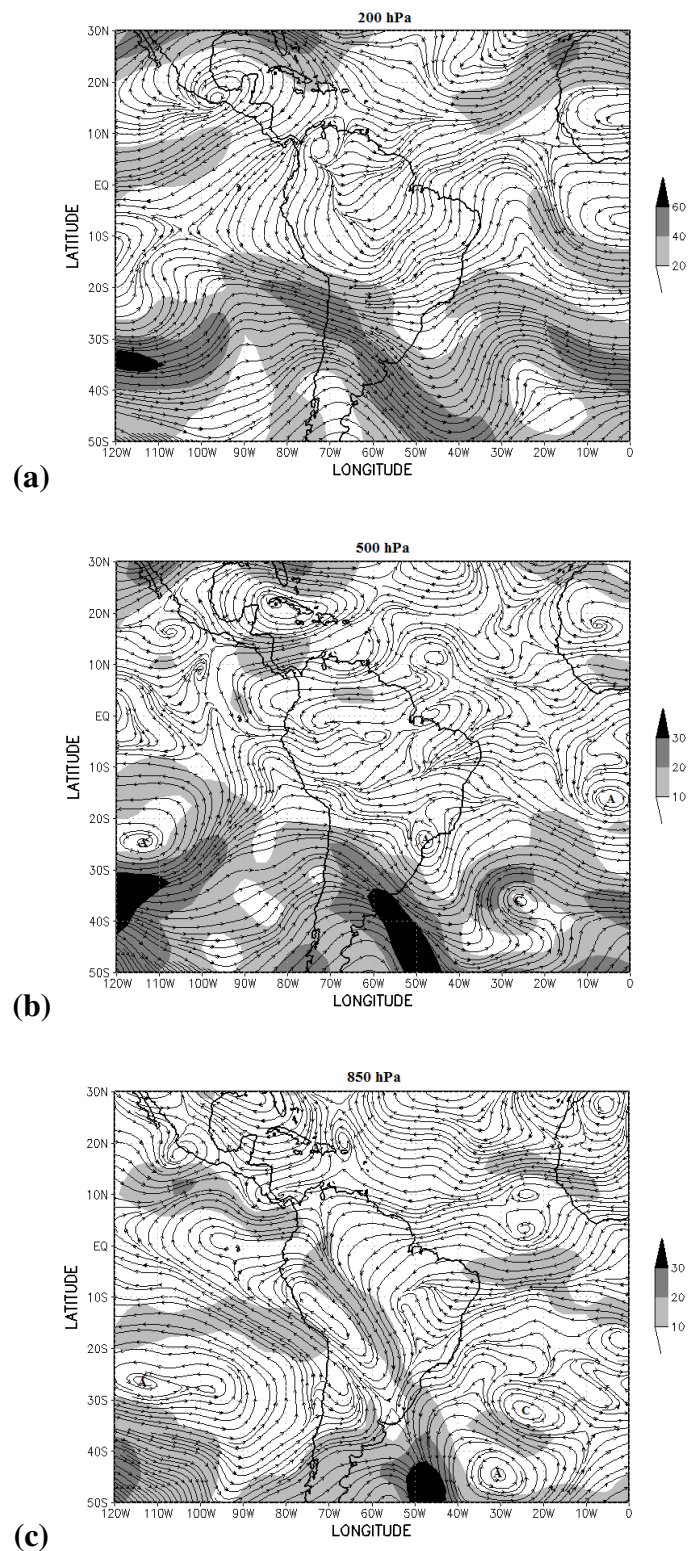 200 hPa
30N
20N
10N
EQ
10S
20S
30S
40S
50S
LATITUDE
120W 110W 100W 90W 80W 70W 60W 50W 40W 30W 20W 10W 0
LONGITUDE
60
40
20
(a)
500 hPa
30N
20N
10N
EQ
10S
20S
30S
40S
50S
LATITUDE
A
A
A
C
120W 110W 100W 90W 80W 70W 60W 50W 40W 30W 20W 10W 0
LONGITUDE
30
20
10
(b)
850 hPa
30N
20N
10N
EQ
10S
20S
30S
40S
50S
LATITUDE
A
C
A
120W 110W 100W 90W 80W 70W 60W 50W 40W 30W 20W 10W 0
LONGITUDE
30
20
10
(c)